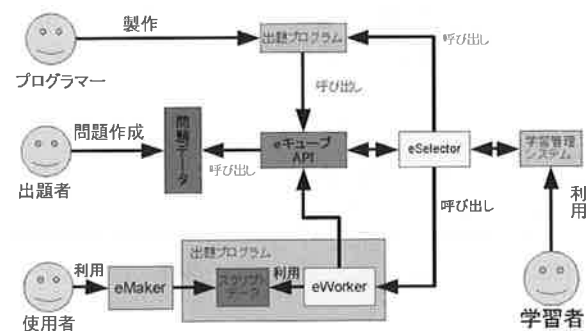 製作
出題プログラム
呼び出し
プログラマー
呼び出し
問題作成
問題データ
呼び出し
eキューブ
API
eSelector
学習管理
システム
出題者
呼び出し
利用
出題プログラム
利用
eMaker
スクリプト
データ
利用
eWorker
使用者
学習者